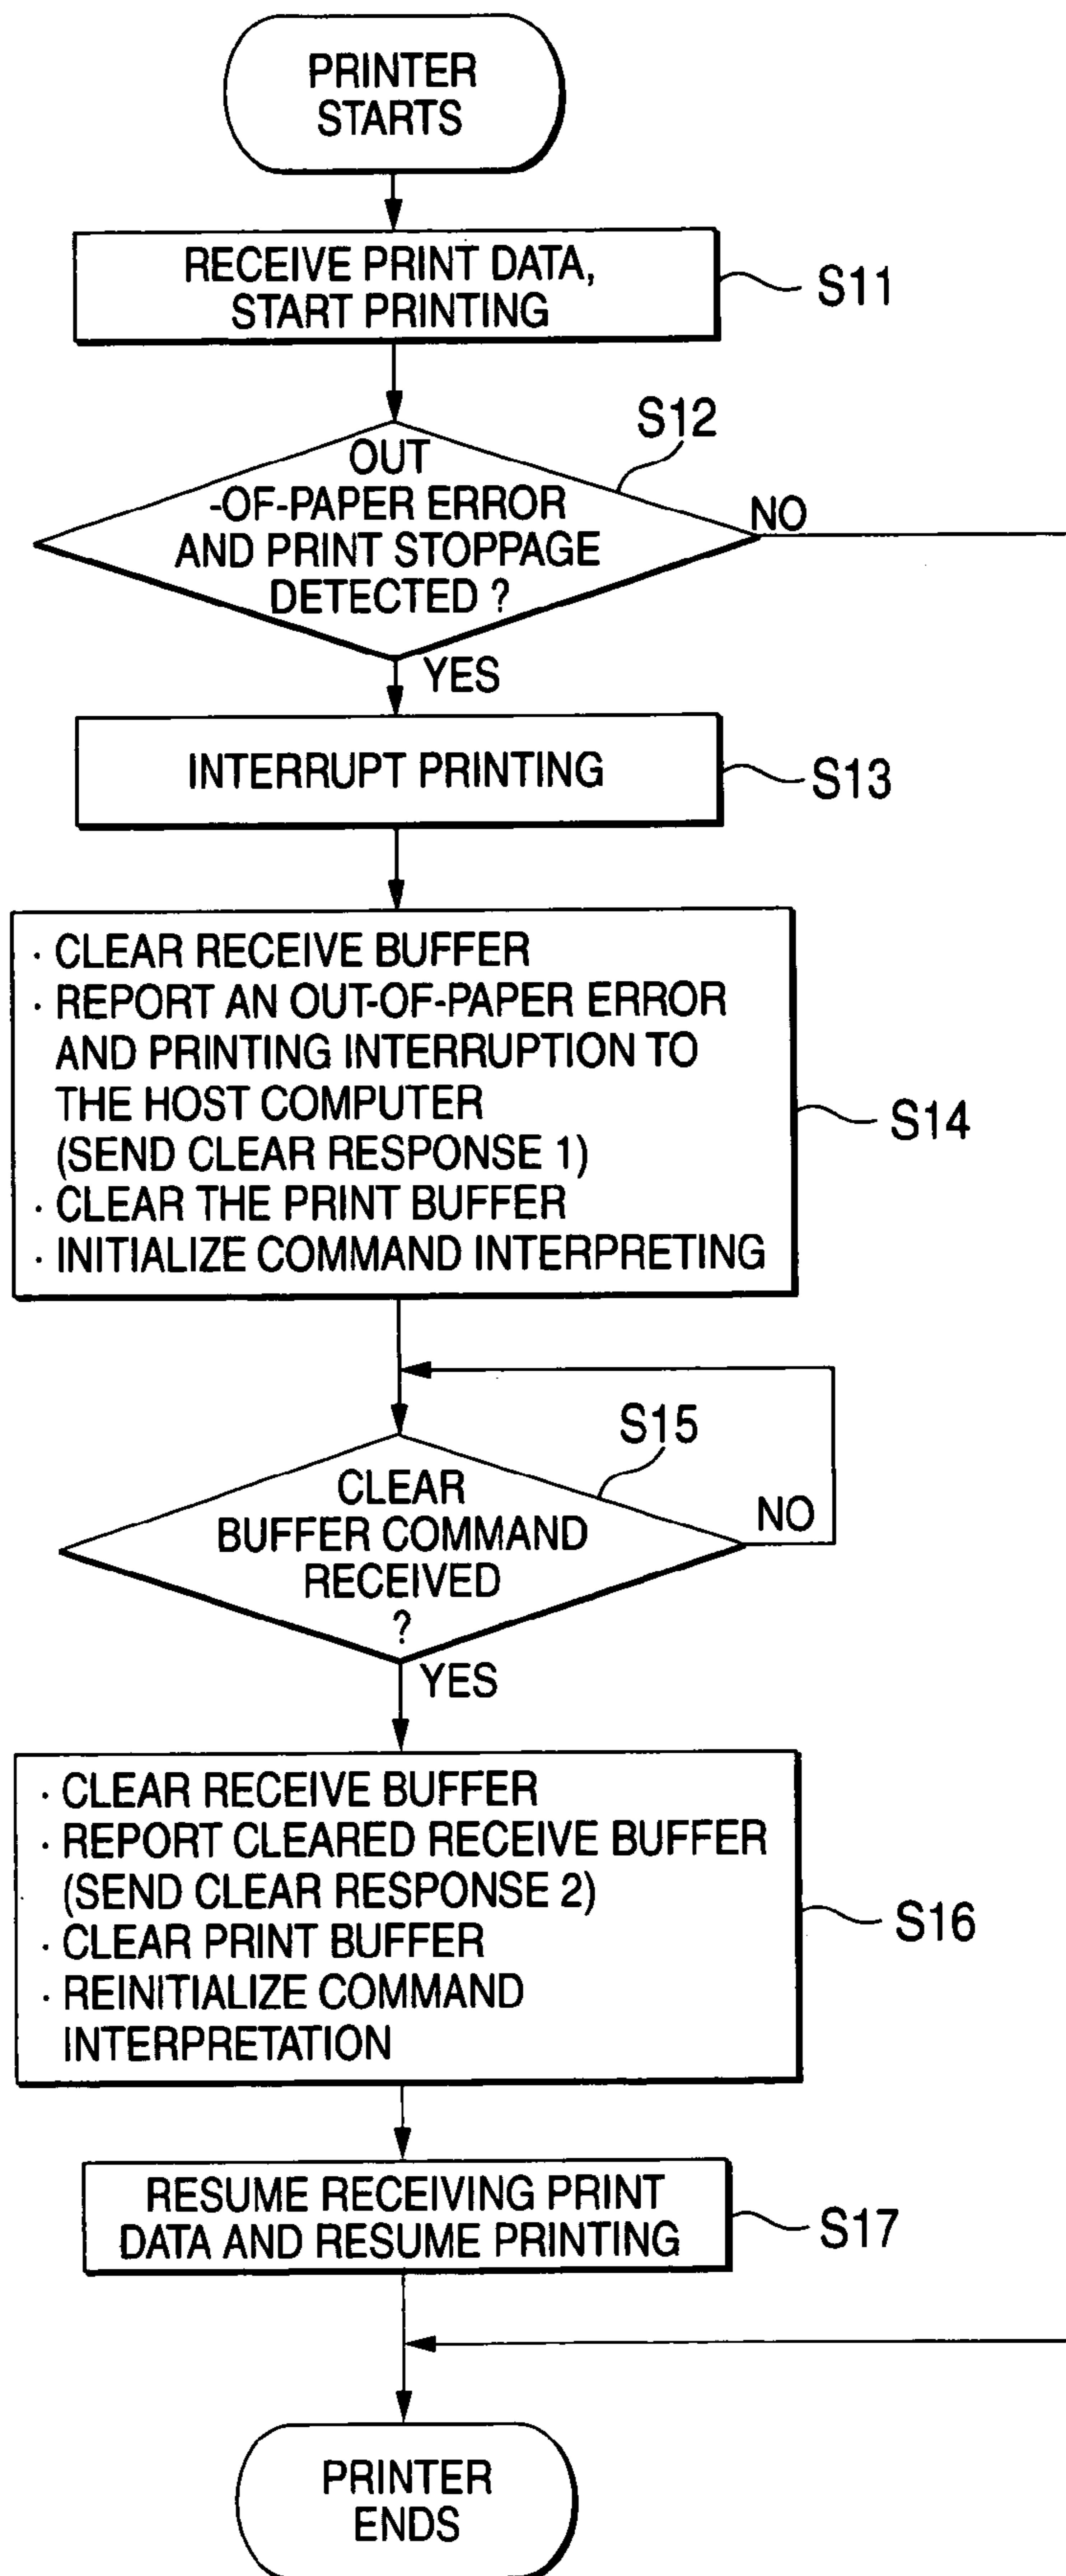 PRINTER
STARTS
RECEIVE PRINT DATA,
START PRINTING
S11
S12
OUT
-OF-PAPER ERROR
AND PRINT STOPPAGE
DETECTED ?
NO
YES
INTERRUPT PRINTING
S13
· CLEAR RECEIVE BUFFER
· REPORT AN OUT-OF-PAPER ERROR
AND PRINTING INTERRUPTION TO
THE HOST COMPUTER
(SEND CLEAR RESPONSE 1)
· CLEAR THE PRINT BUFFER
· INITIALIZE COMMAND INTERPRETING
S14
S15
CLEAR
BUFFER COMMAND
RECEIVED
?
NO
YES
· CLEAR RECEIVE BUFFER
· REPORT CLEARED RECEIVE BUFFER
(SEND CLEAR RESPONSE 2)
· CLEAR PRINT BUFFER
· REINITIALIZE COMMAND
INTERPRETATION
S16
RESUME RECEIVING PRINT
DATA AND RESUME PRINTING
S17
PRINTER
ENDS